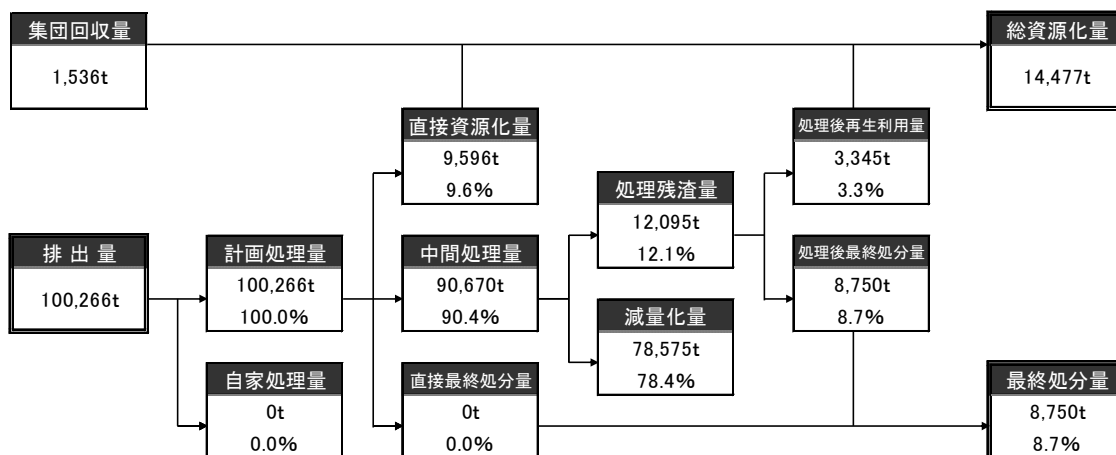 集団回収量
1,536t
総資源化量
14,477t
直接資源化量
9,596t
9.6%
処理後再生利用量
3,345t
3.3%
処理残渣量
12,095t
12.1%
排出量
100,266t
計画処理量
100,266t
100.0%
中間処理量
90,670t
90.4%
処理後最終処分量
8,750t
8.7%
減量化量
78,575t
78.4%
自家処理量
0t
0.0%
直接最終処分量
0t
0.0%
最終処分量
8,750t
8.7%